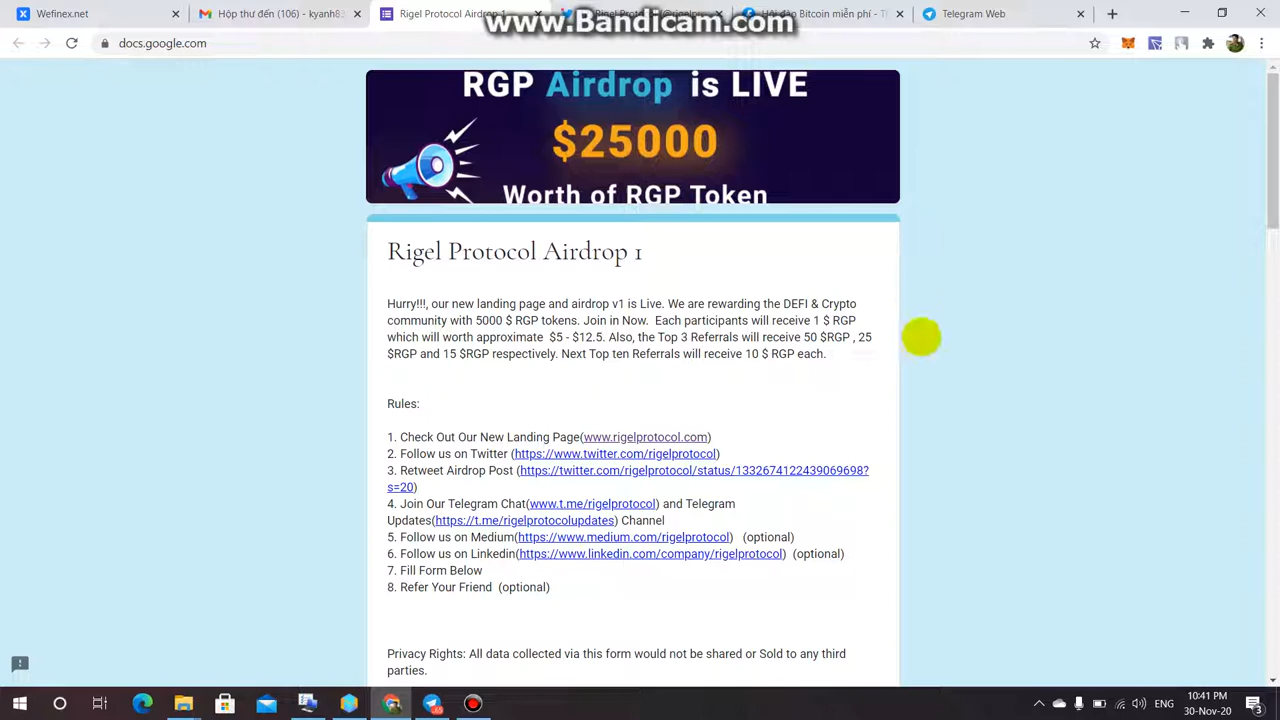 Wefinex.net
Hộp thư đến (106) - kyanh83
Rigel Protocol Airdrop 1
Telegram Web
www.Bandicam.com
docs.google.com
RGP Airdrop is LIVE
$25000
Worth of RGP Token
Rigel Protocol Airdrop 1
Hurry!!!, our new landing page and airdrop v1 is Live. We are rewarding the DEFI & Crypto
community with 5000 $ RGP tokens. Join in Now. Each participants will receive 1 $ RGP
which will worth approximate $5 - $12.5. Also, the Top 3 Referrals will receive 50 $RGP , 25
$RGP and 15 $RGP respectively. Next Top ten Referrals will receive 10 $ RGP each.
Rules:
1. Check Out Our New Landing Page(www.rigelprotocol.com)
2. Follow us on Twitter (https://www.twitter.com/rigelprotocol)
3. Retweet Airdrop Post (https://twitter.com/rigelprotocol/status/1332674122439069698?
s=20)
4. Join Our Telegram Chat(www.t.me/rigelprotocol) and Telegram
Updates(https://t.me/rigelprotocolupdates) Channel
5. Follow us on Medium(https://www.medium.com/rigelprotocol) (optional)
6. Follow us on Linkedin(https://www.linkedin.com/company/rigelprotocol) (optional)
7. Fill Form Below
8. Refer Your Friend (optional)
Privacy Rights: All data collected via this form would not be shared or Sold to any third
parties.
ENG
10:41 PM
30-Nov-20